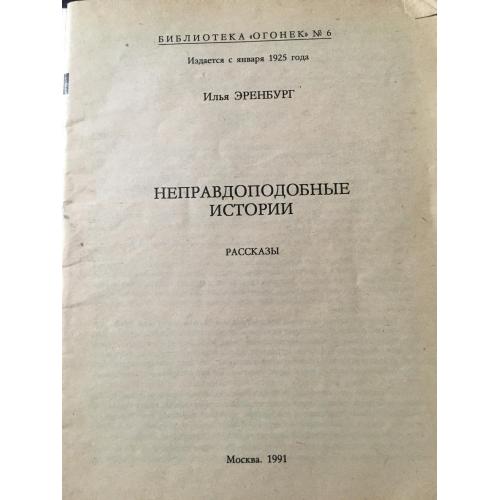 БИБЛИОТЕКА «ОГОНЕК» № 6
Издается с января 1925 года
Илья ЭРЕНБУРГ
НЕПРАВДОПОДОБНЫЕ
ИСТОРИИ
РАССКАЗЫ
Москва. 1991